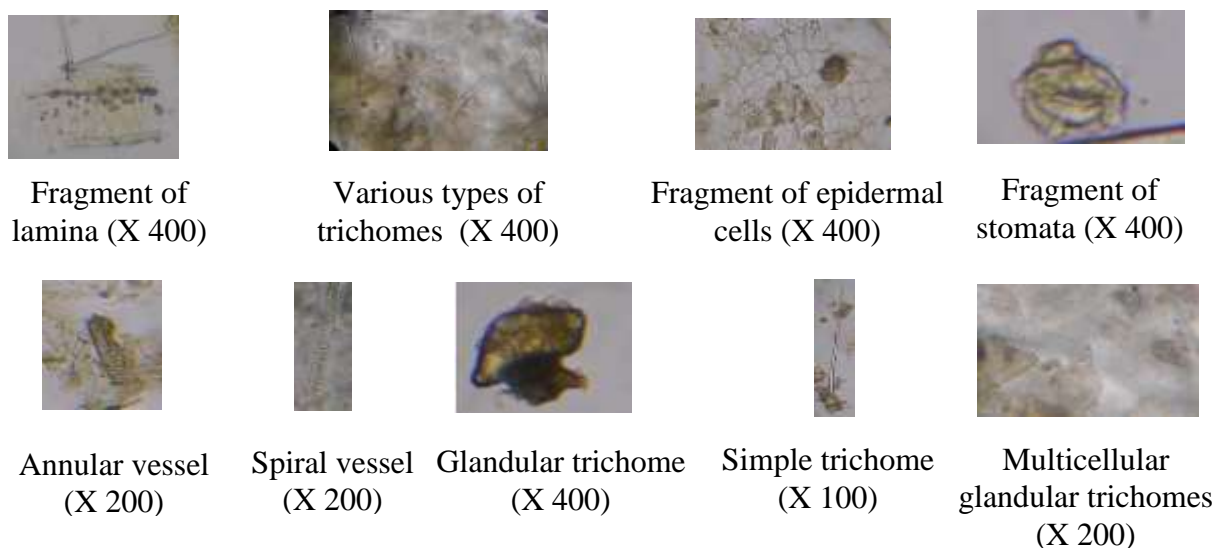 Fragment of
lamina (X 400)
Various types of
trichomes (X 400)
Fragment of epidermal
cells (X 400)
Fragment of
stomata (X 400)
Annular vessel
(X 200)
Spiral vessel
(X 200)
Glandular trichome
(X 400)
Simple trichome
(X 100)
Multicellular
glandular trichomes
(X 200)